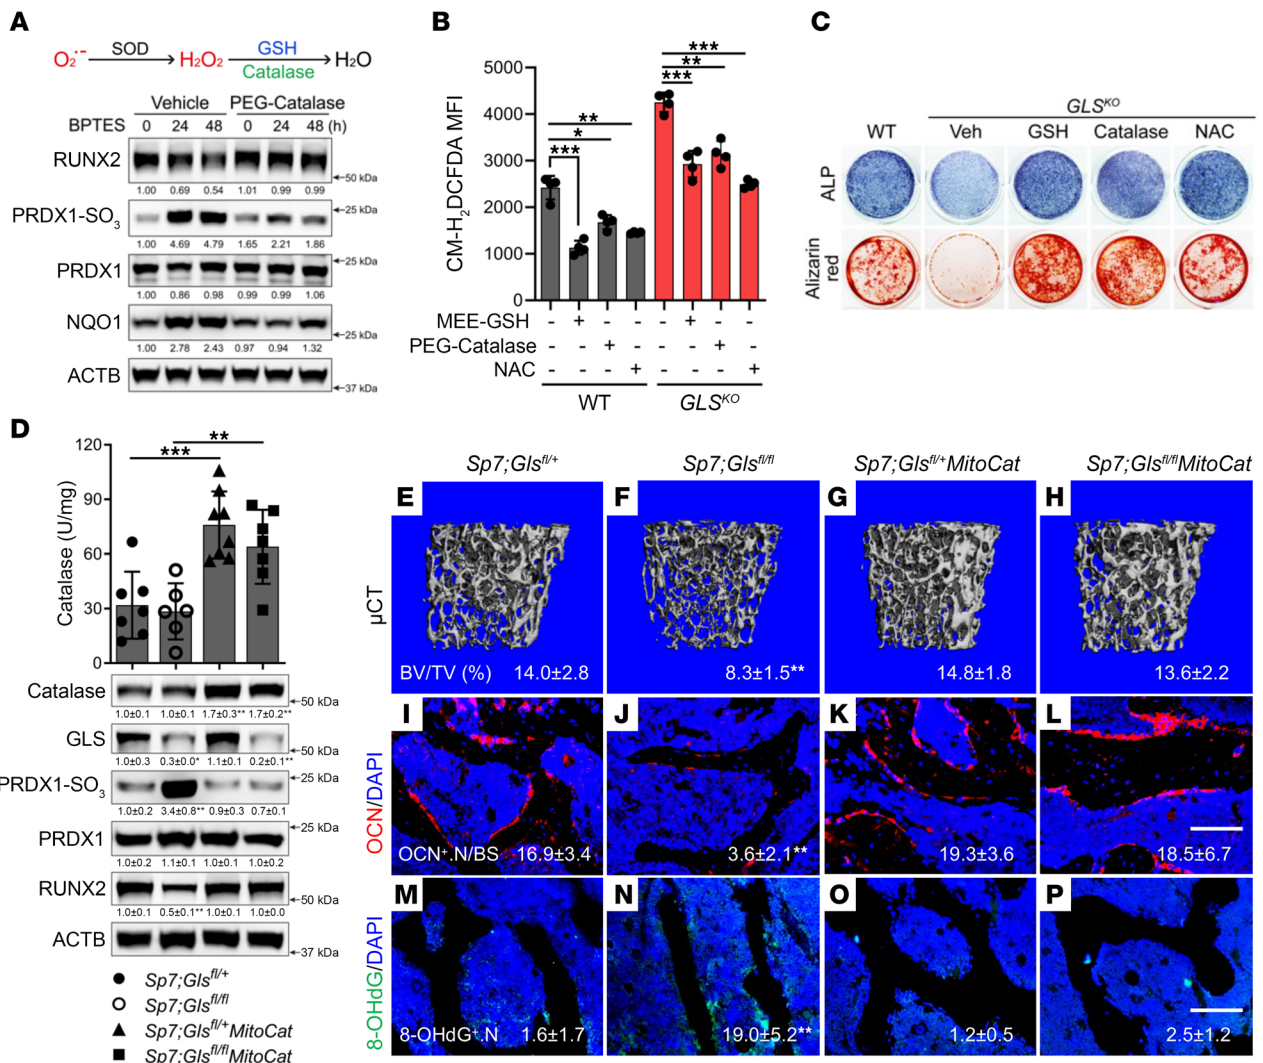 A
O2·- SOD H2O2 GSH Catalase H2O
Vehicle PEG-Catalase
BPTES 0 24 48 0 24 48 (h)
RUNX2
50 kDa
1.00 0.69 0.54 1.01 0.99 0.99
PRDX1-SO3
25 kDa
1.00 4.69 4.79 1.65 2.21 1.86
PRDX1
25 kDa
1.00 0.86 0.98 0.99 0.99 1.06
NQO1
25 kDa
1.00 2.78 2.43 0.97 0.94 1.32
ACTB
37 kDa
B
CM-H2DCFDA MFI
5000
4000
3000
2000
1000
0
*** * ** *** ** ***
MEE-GSH - + - - - + - -
PEG-Catalase - - + - - - + -
NAC - - - + - - - +
WT GLSKO
C
GLSKO
WT Veh GSH Catalase NAC
ALP
Alizarin red
D
Catalase (U/mg)
120
90
60
30
0
*** **
Catalase
50 kDa
1.0±0.1 1.0±0.1 1.7±0.3** 1.7±0.2**
GLS
50 kDa
1.0±0.3 0.3±0.0* 1.1±0.1 0.2±0.1**
PRDX1-SO3
25 kDa
1.0±0.2 3.4±0.8** 0.9±0.3 0.7±0.1
PRDX1
25 kDa
1.0±0.2 1.1±0.1 1.0±0.1 1.0±0.2
RUNX2
50 kDa
1.0±0.1 0.5±0.1** 1.0±0.1 1.0±0.0
ACTB
37 kDa
Sp7;Glsfl/+
Sp7;Glsfl/fl
Sp7;Glsfl/+MitoCat
Sp7;Glsfl/flMitoCat
Sp7;Glsfl/+ Sp7;Glsfl/fl Sp7;Glsfl/+MitoCat Sp7;Glsfl/flMitoCat
E F G H
µCT
BV/TV (%) 14.0±2.8 8.3±1.5** 14.8±1.8 13.6±2.2
I J K L
OCN/DAPI
OCN+.N/BS 16.9±3.4 3.6±2.1** 19.3±3.6 18.5±6.7
M N O P
8-OHdG/DAPI
8-OHdG+.N 1.6±1.7 19.0±5.2** 1.2±0.5 2.5±1.2